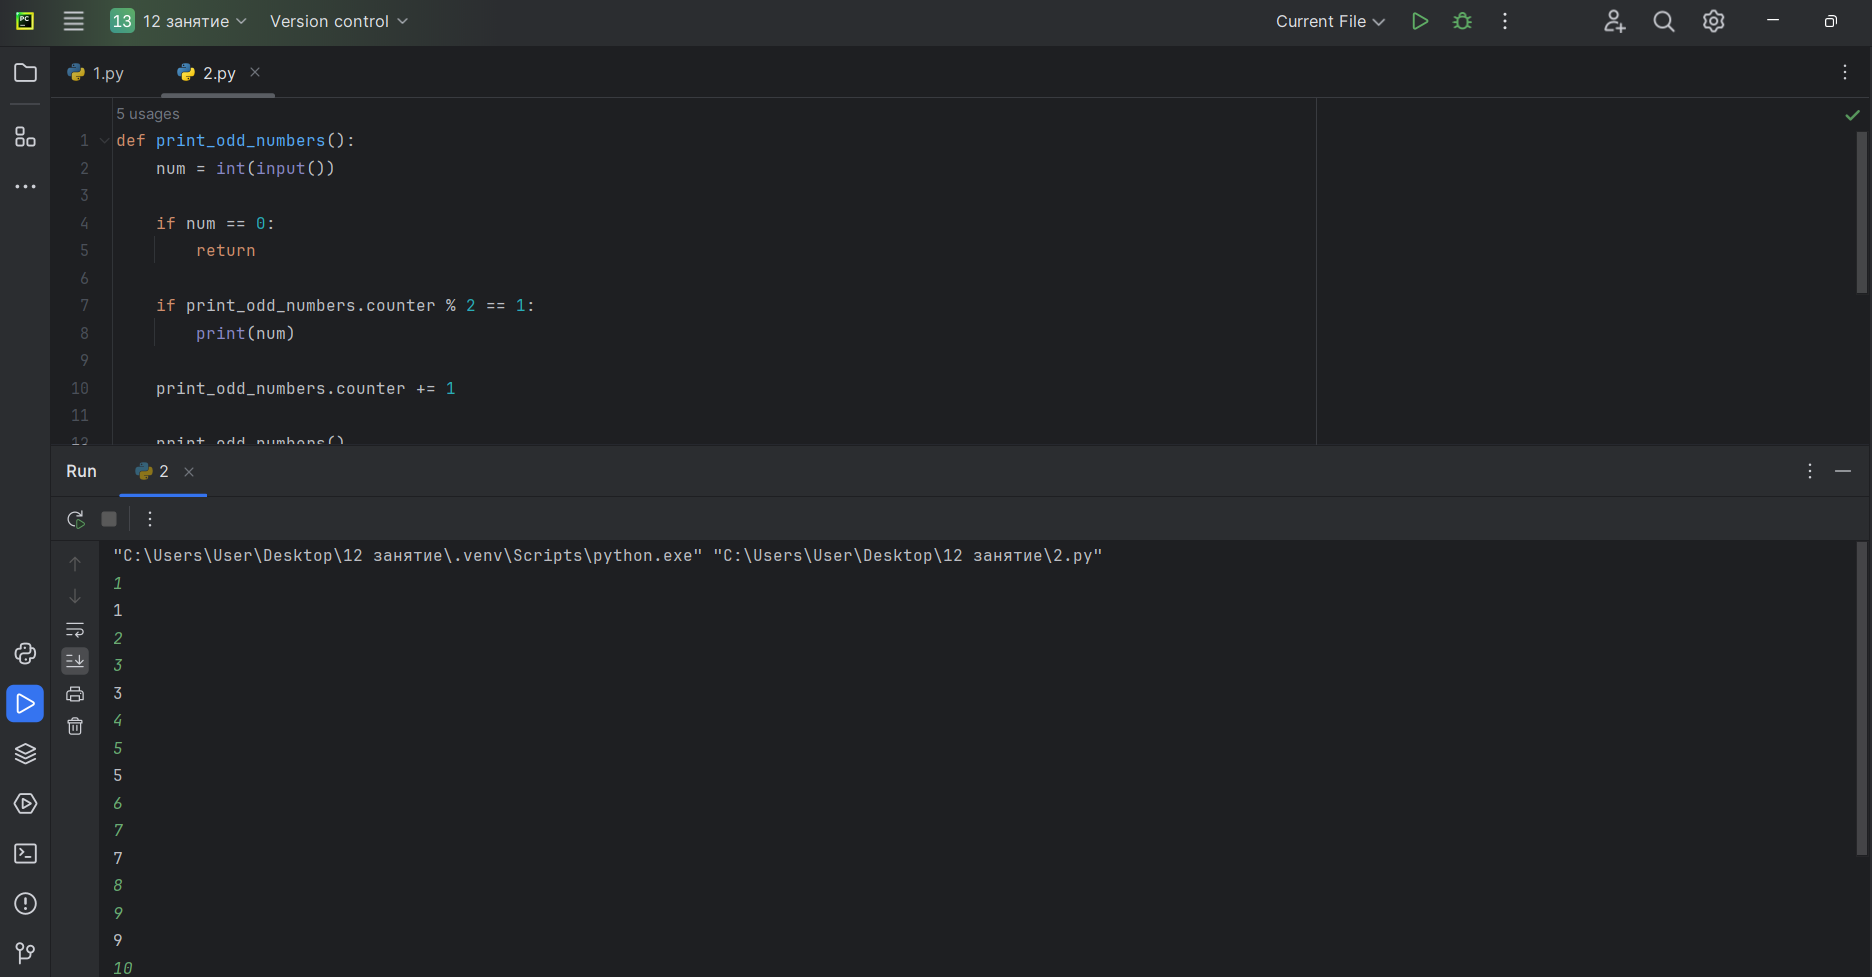 PC
13 12 занятие Version control Current File
1.py 2.py
5 usages
1 def print_odd_numbers():
2 num = int(input())
3
4 if num == 0:
5 return
6
7 if print_odd_numbers.counter % 2 == 1:
8 print(num)
9
10 print_odd_numbers.counter += 1
11
12 print_odd_numbers()
Run 2
"C:\Users\User\Desktop\12 занятие\.venv\Scripts\python.exe" "C:\Users\User\Desktop\12 занятие\2.py"
1
1
2
3
3
4
5
5
6
7
7
8
9
9
10